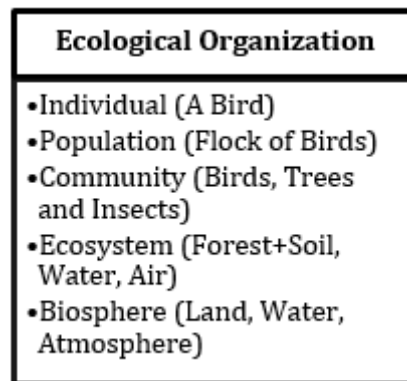 Ecological Organization
•Individual (A Bird)
•Population (Flock of Birds)
•Community (Birds, Trees
and Insects)
•Ecosystem (Forest+Soil,
Water, Air)
•Biosphere (Land, Water,
Atmosphere)